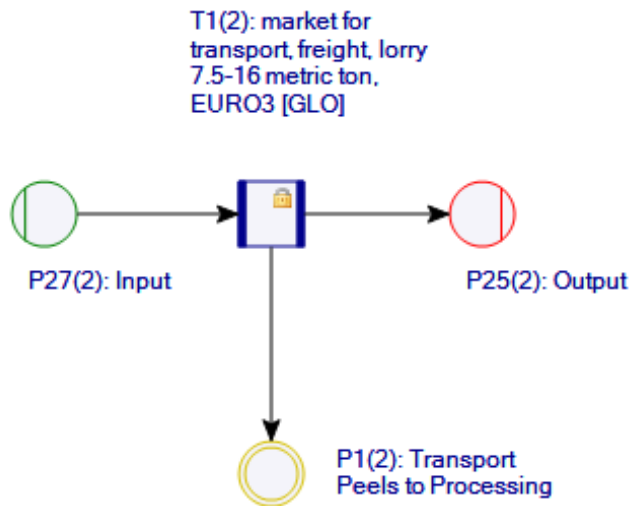 T1(2): market for
transport, freight, lorry
7.5-16 metric ton,
EURO3 [GLO]
P27(2): Input
P25(2): Output
P1(2): Transport
Peels to Processing